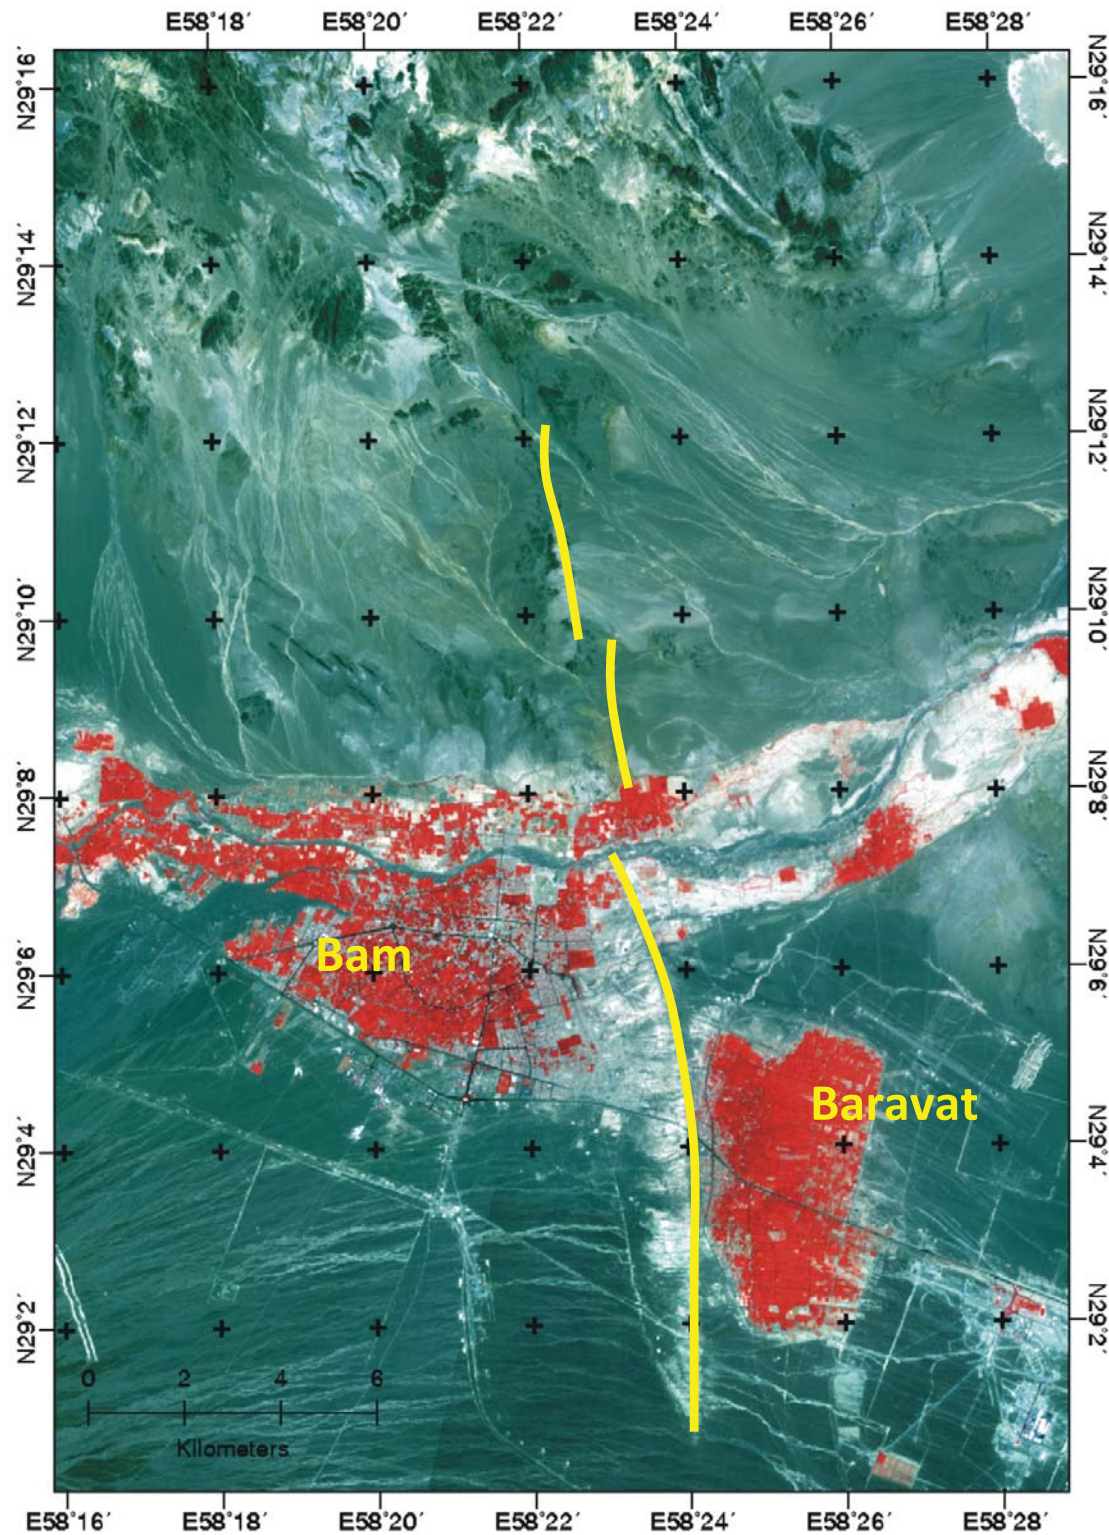 E58°18′ E58°20′ E58°22′ E58°24′ E58°26′ E58°28′
N29°16′ N29°16′
N29°14′ N29°14′
N29°12′ N29°12′
N29°10′ N29°10′
N29°8′ N29°8′
Bam
N29°6′ N29°6′
Baravat
N29°4′ N29°4′
N29°2′ N29°2′
0 2 4 6
Kilometers
E58°16′ E58°18′ E58°20′ E58°22′ E58°24′ E58°26′ E58°28′